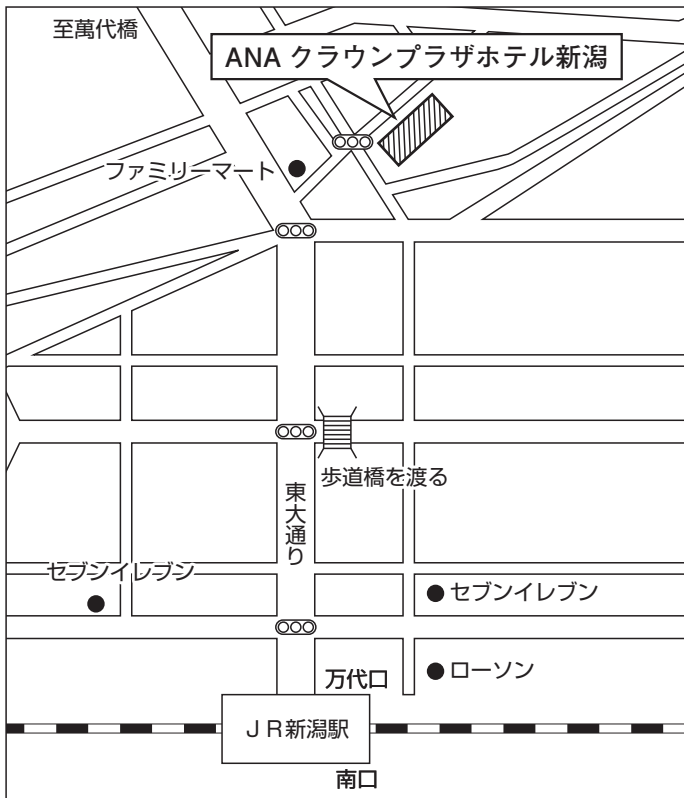 至萬代橋
ANA クラウンプラザホテル新潟
ファミリーマート
歩道橋を渡る
東大通り
セブンイレブン
セブンイレブン
ローソン
万代口
ＪＲ新潟駅
南口